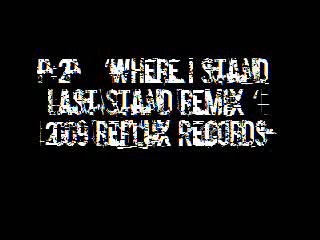 'WHERE I STAND
LAST STAND REMIX '
2009 REFLUX RECORDS